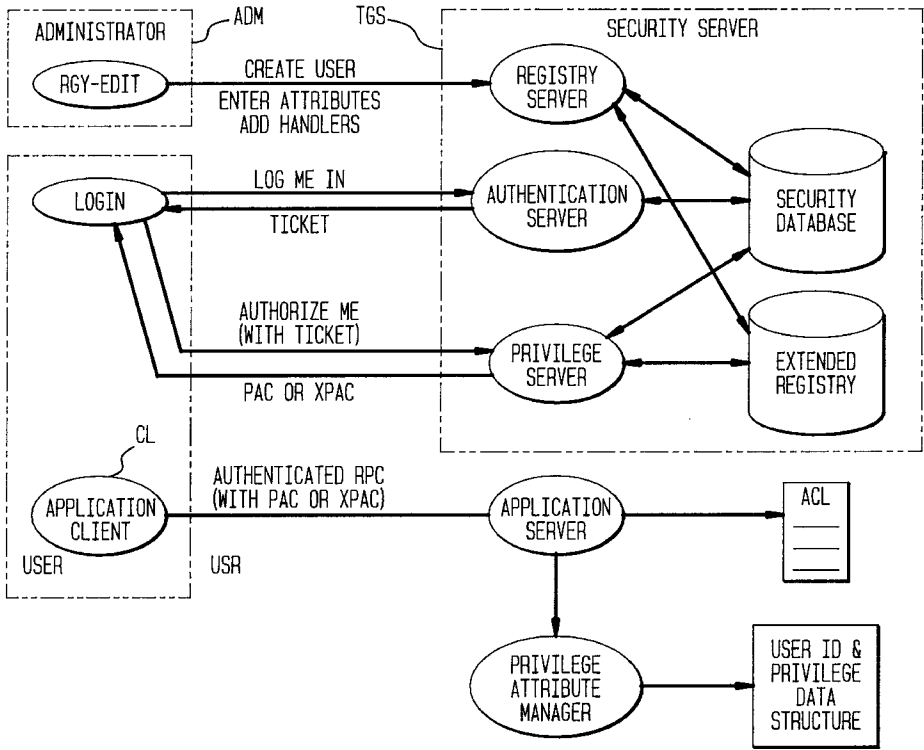 ADMINISTRATOR
ADM
RGY-EDIT
CREATE USER
ENTER ATTRIBUTES
ADD HANDLERS
TGS
SECURITY SERVER
REGISTRY
SERVER
LOGIN
LOG ME IN
TICKET
AUTHENTICATION
SERVER
SECURITY
DATABASE
AUTHORIZE ME
(WITH TICKET)
PAC OR XPAC
PRIVILEGE
SERVER
EXTENDED
REGISTRY
CL
APPLICATION
CLIENT
USER
USR
AUTHENTICATED RPC
(WITH PAC OR XPAC)
APPLICATION
SERVER
ACL
PRIVILEGE
ATTRIBUTE
MANAGER
USER ID &
PRIVILEGE
DATA
STRUCTURE